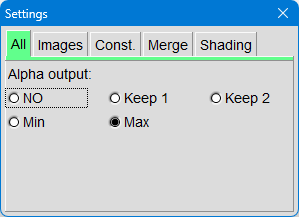 Settings
All Images Const. Merge Shading
Alpha output:
NO Keep 1 Keep 2
Min Max